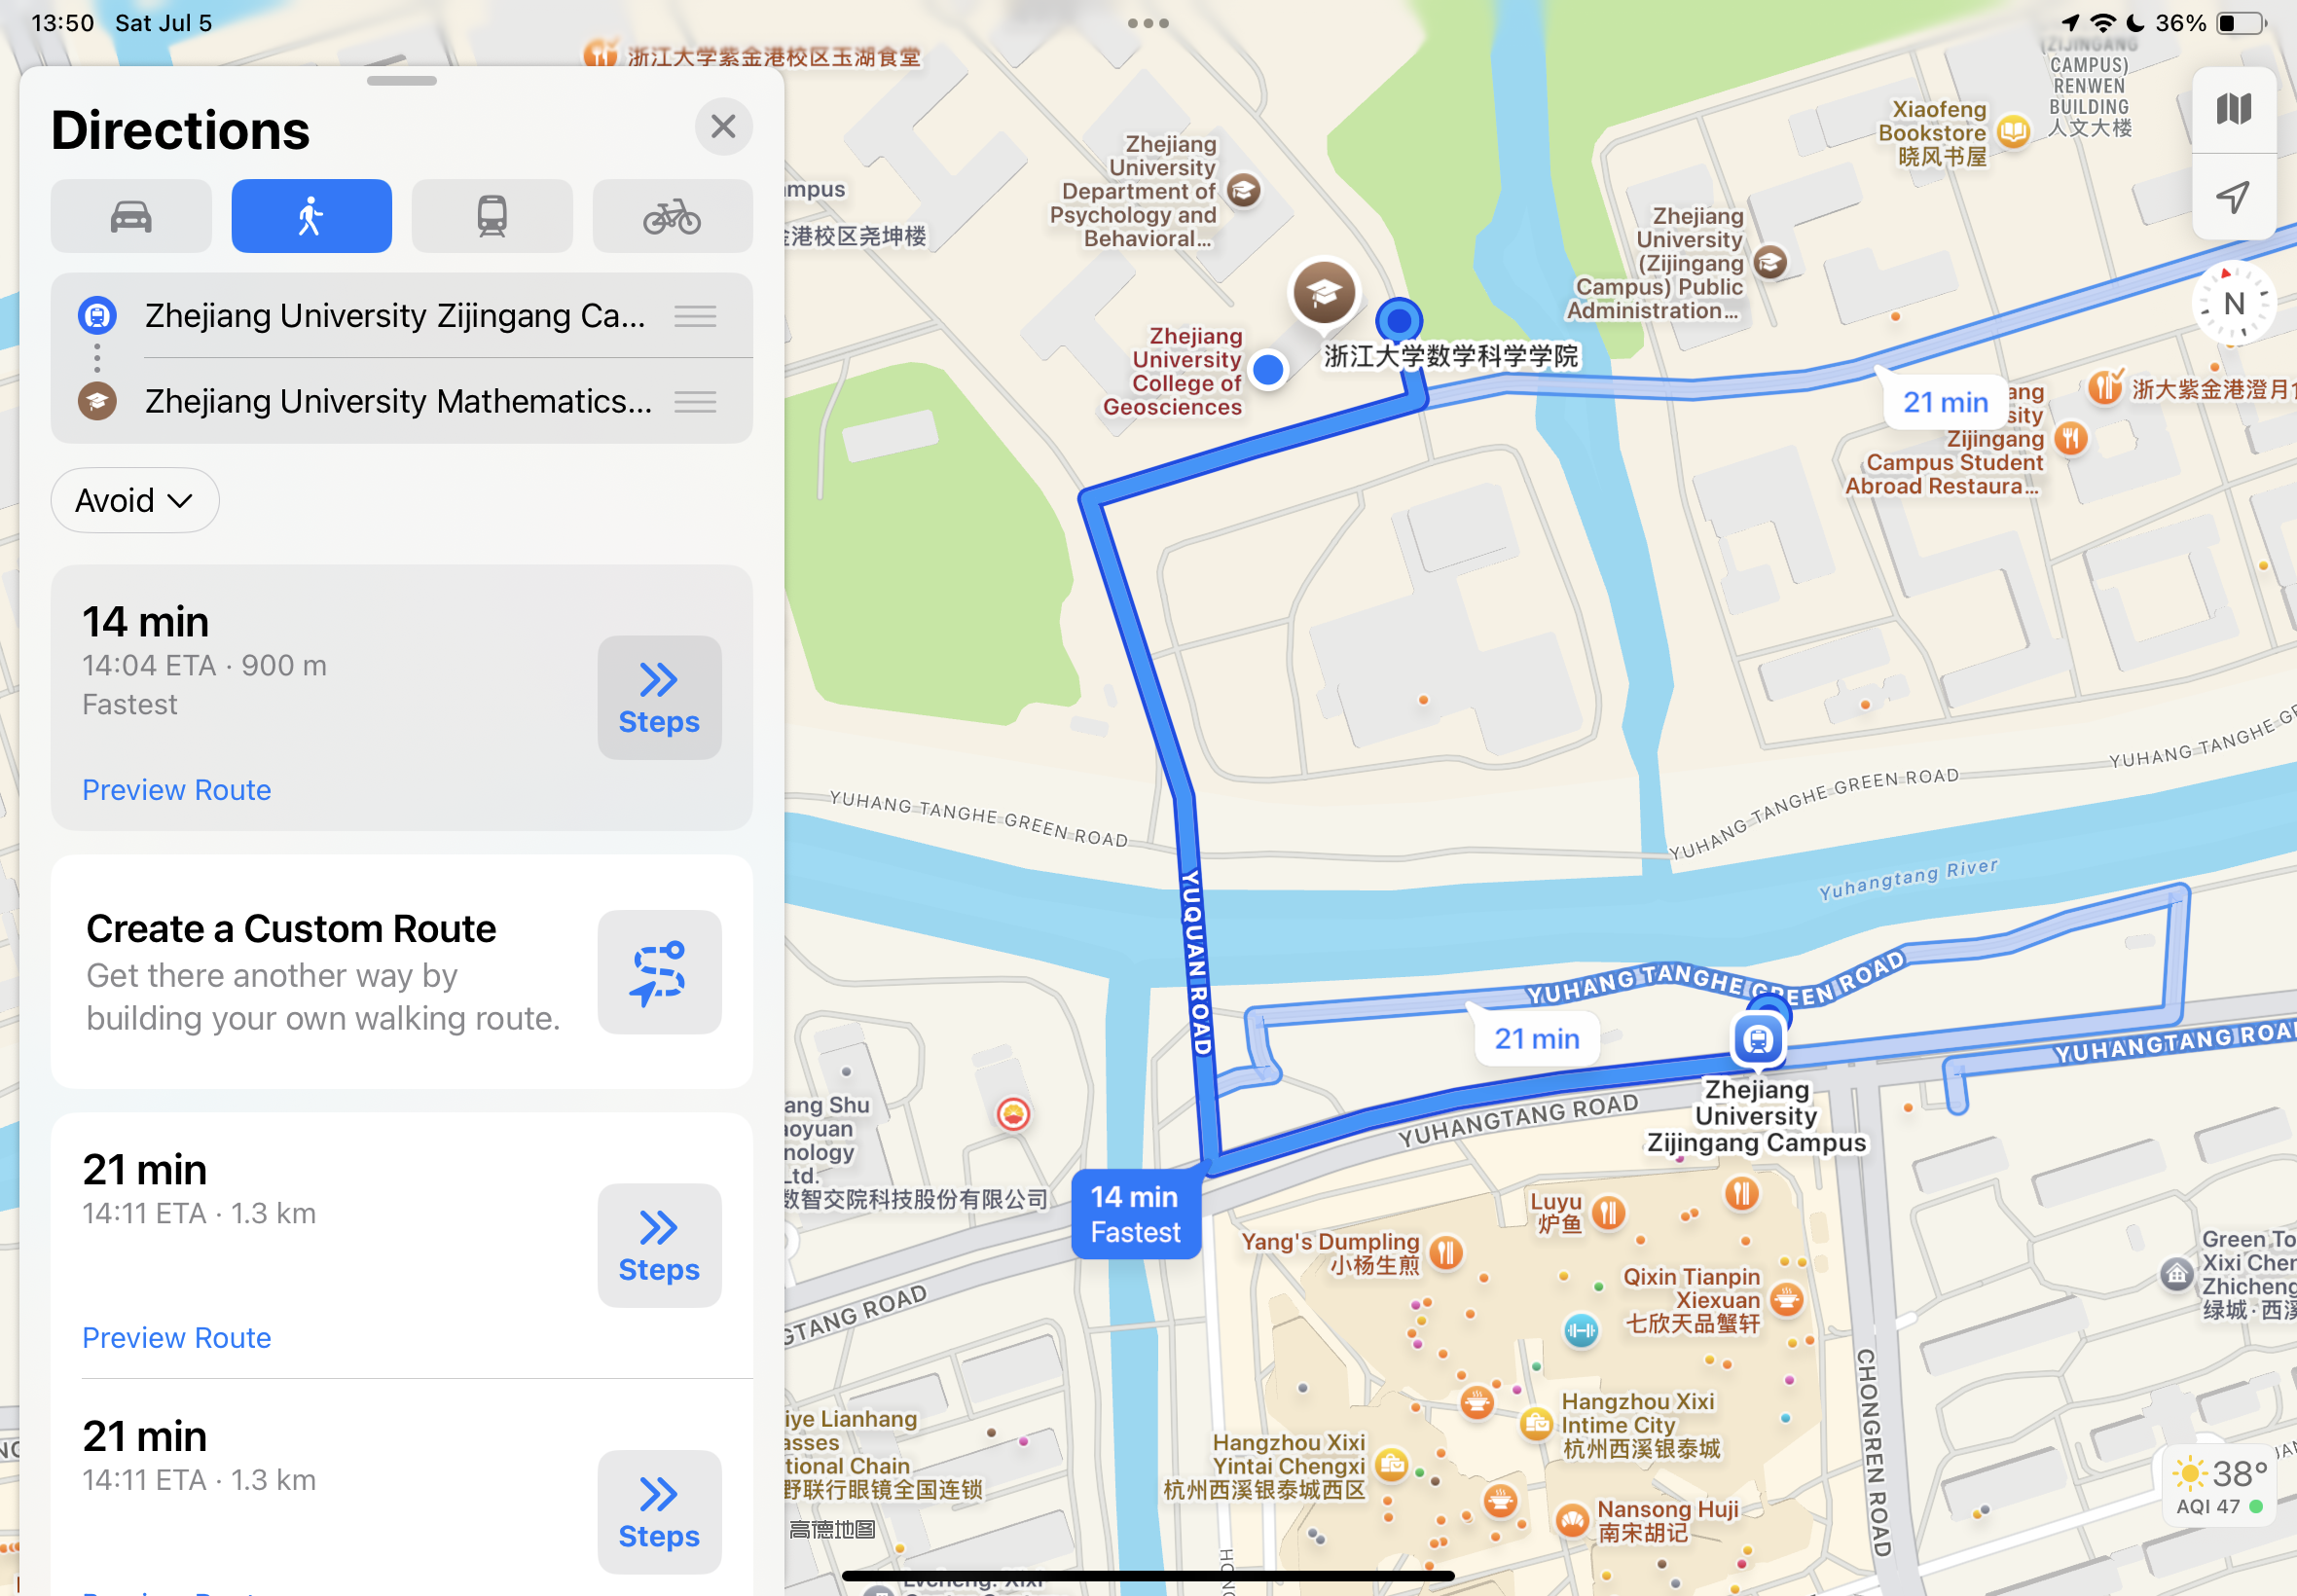 13:50 Sat Jul 5
36%
Directions
Zhejiang University Zijingang Ca...
Zhejiang University Mathematics...
Avoid
14 min
14:04 ETA · 900 m
Fastest
Steps
Preview Route
Create a Custom Route
Get there another way by
building your own walking route.
21 min
14:11 ETA · 1.3 km
Steps
Preview Route
21 min
14:11 ETA · 1.3 km
Steps
浙江大学紫金港校区玉湖食堂
ampus
金港校区尧坤楼
Zhejiang
University
Department of
Psychology and
Behavioral...
Zhejiang
University
College of
Geosciences
浙江大学数学科学学院
Zhejiang
University
(Zijingang
Campus) Public
Administration...
Xiaofeng
Bookstore
晓风书屋
(ZIJINGANG
CAMPUS)
RENWEN
BUILDING
人文大楼
N
21 min
ang
sity
Zijingang
Campus Student
Abroad Restaura...
浙大紫金港澄月
YUHANG TANGHE GREEN ROAD
YUHANG TANGHE GREEN ROAD
YUHANG TANGHE GR
Yuhangtang River
YUQUAN ROAD
YUHANG TANGHE GREEN ROAD
21 min
YUHANGTANG ROAD
YUHANGTANG ROA
Zhejiang
University
Zijingang Campus
14 min
Fastest
ang Shu
aoyuan
nology
Ltd.
数智交院科技股份有限公司
GTANG ROAD
Luyu
炉鱼
Yang's Dumpling
小杨生煎
Qixin Tianpin
Xiexuan
七欣天品蟹轩
Green To
Xixi Cher
Zhicheng
绿城·西溪
CHONGREN ROAD
Hangzhou Xixi
Intime City
杭州西溪银泰城
Hangzhou Xixi
Yintai Chengxi
杭州西溪银泰城西区
iye Lianhang
asses
tional Chain
野联行眼镜全国连锁
Nansong Huji
南宋胡记
高德地图
38°
AQI 47